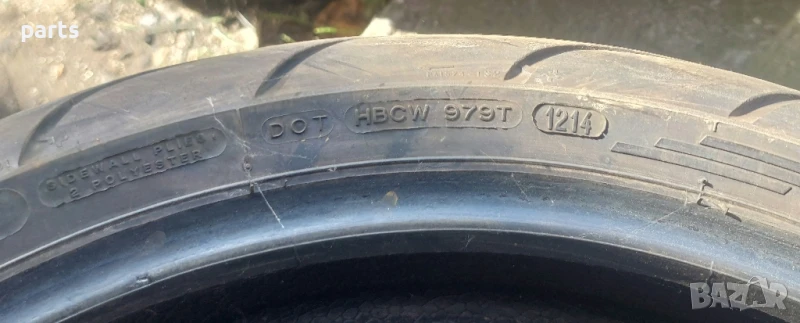 parts
SIDEWALL PLIES:
2 POLYESTER
DOT
HBCW 979T
1214
BAZAR